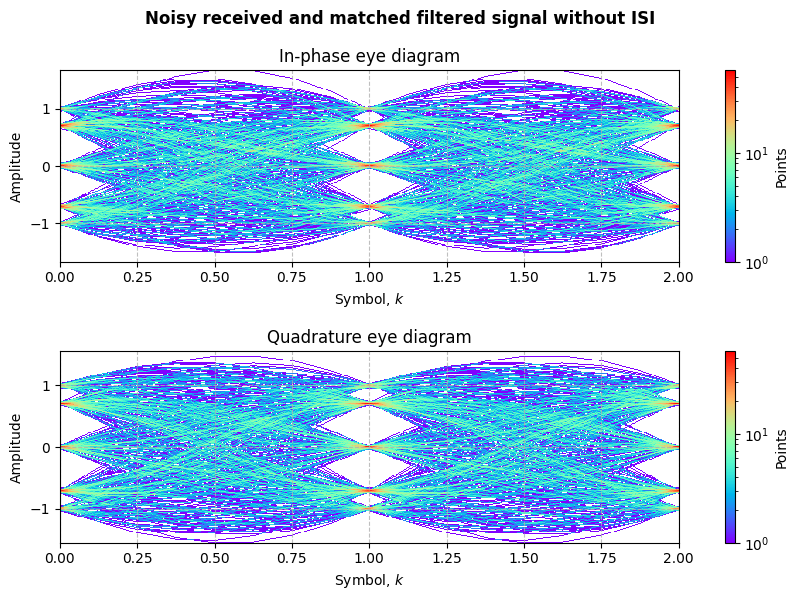 Noisy received and matched filtered signal without ISI
In-phase eye diagram
Amplitude
1
0
−1
0.00 0.25 0.50 0.75 1.00 1.25 1.50 1.75 2.00
Symbol, k
10¹
10⁰
Points
Quadrature eye diagram
Amplitude
1
0
−1
0.00 0.25 0.50 0.75 1.00 1.25 1.50 1.75 2.00
Symbol, k
10¹
10⁰
Points